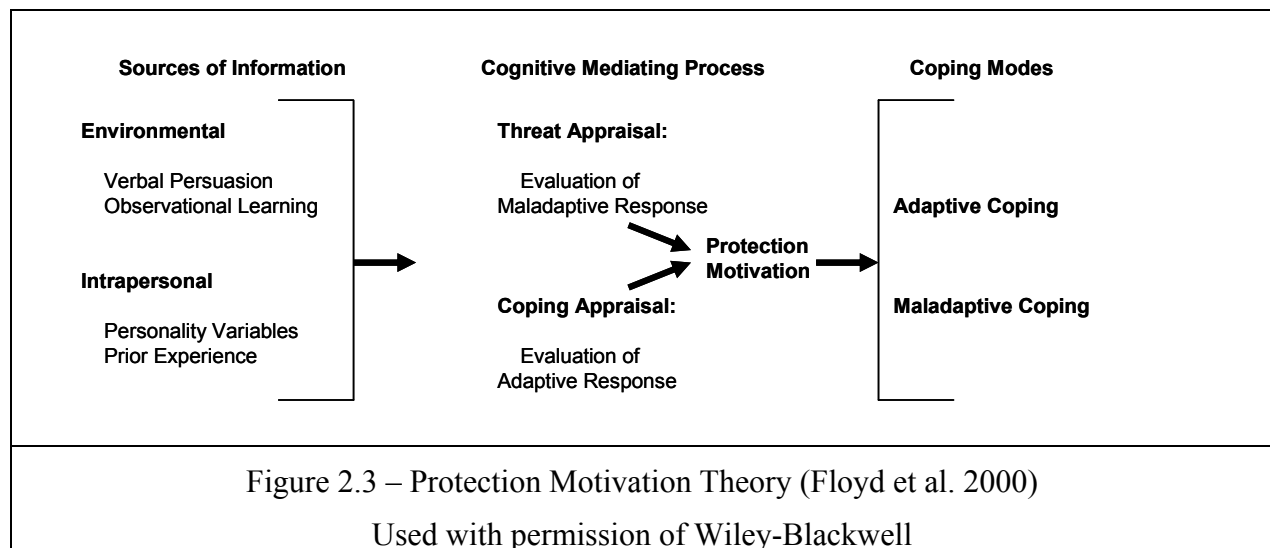 Sources of Information
Cognitive Mediating Process
Coping Modes
Environmental
Verbal Persuasion
Observational Learning
Intrapersonal
Personality Variables
Prior Experience
Threat Appraisal:
Evaluation of
Maladaptive Response
Protection
Motivation
Coping Appraisal:
Evaluation of
Adaptive Response
Adaptive Coping
Maladaptive Coping
Figure 2.3 – Protection Motivation Theory (Floyd et al. 2000)
Used with permission of Wiley-Blackwell